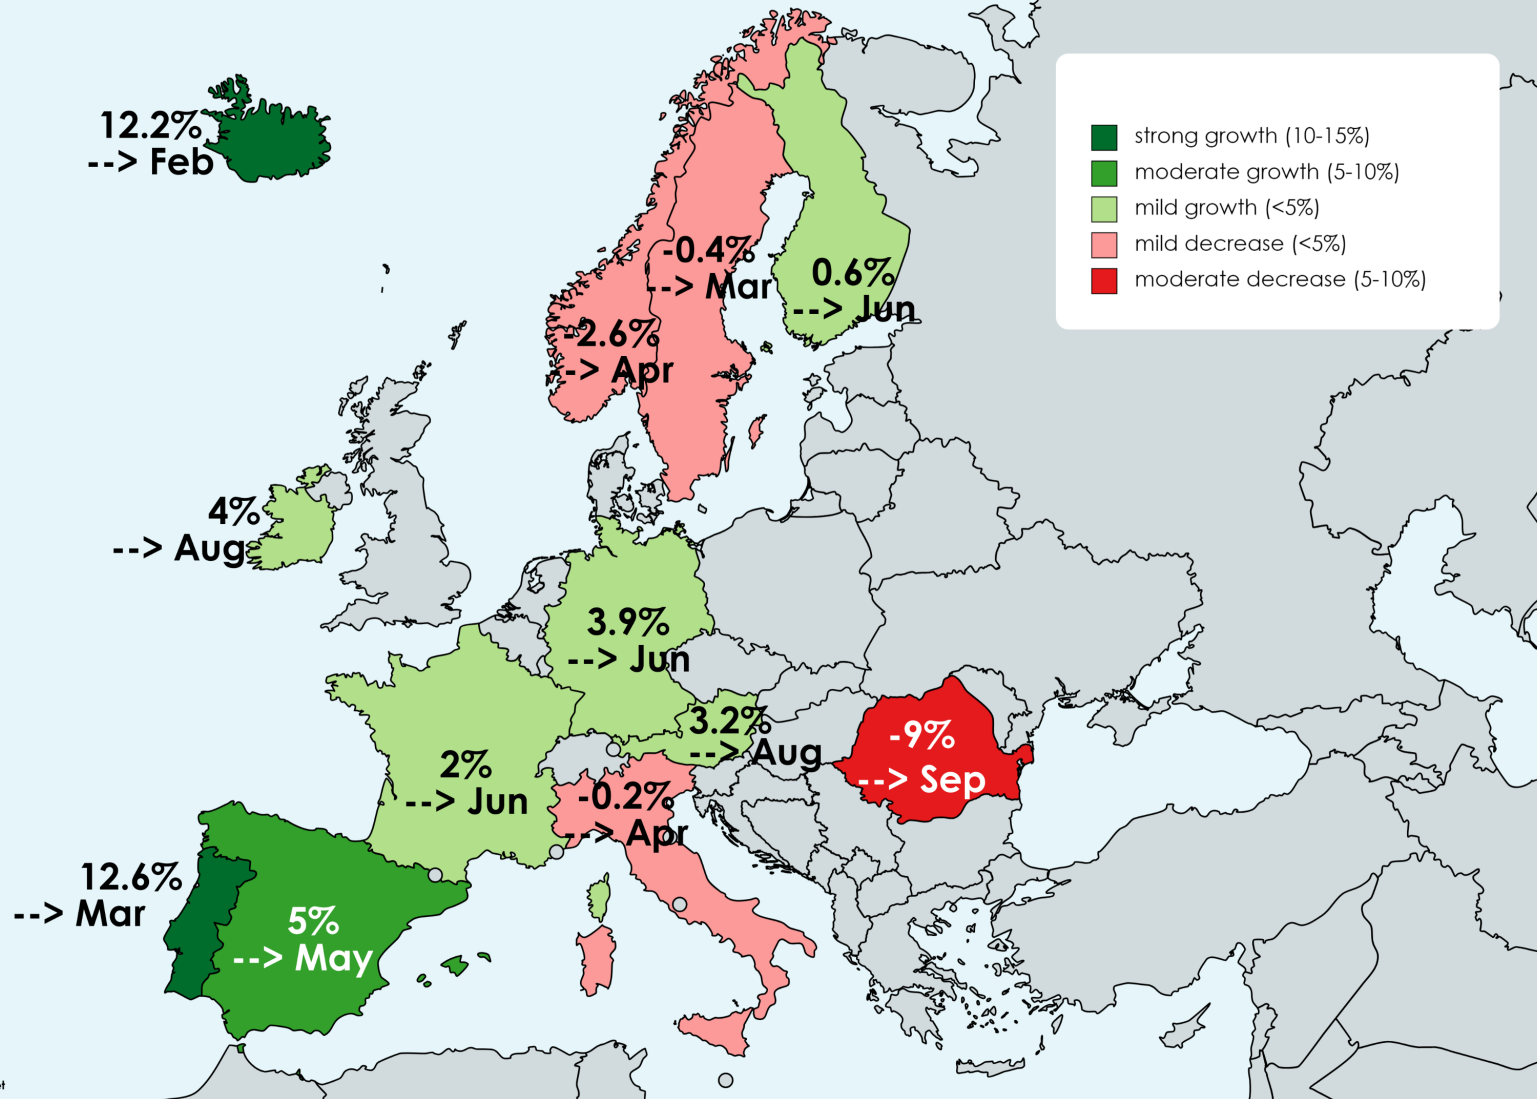 12.2%
--> Feb
strong growth (10-15%)
moderate growth (5-10%)
mild growth (<5%)
mild decrease (<5%)
moderate decrease (5-10%)
-0.4%
--> Mar
0.6%
--> Jun
-2.6%
--> Apr
4%
--> Aug
3.9%
--> Jun
3.2%
--> Aug
-9%
--> Sep
2%
--> Jun
-0.2%
--> Apr
12.6%
--> Mar
5%
--> May